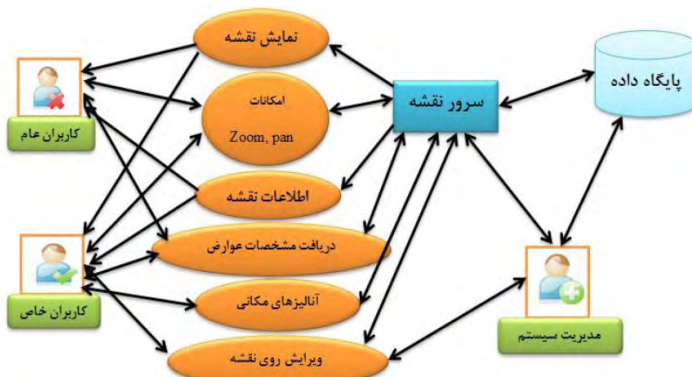 نمایش نقشه
امکانات
Zoom, pan
اطلاعات نقشه
دریافت مشخصات عوارض
آنالیزهای مکانی
ویرایش روی نقشه
سرور نقشه
پایگاه داده
کاربران عام
کاربران خاص
مدیریت سیستم